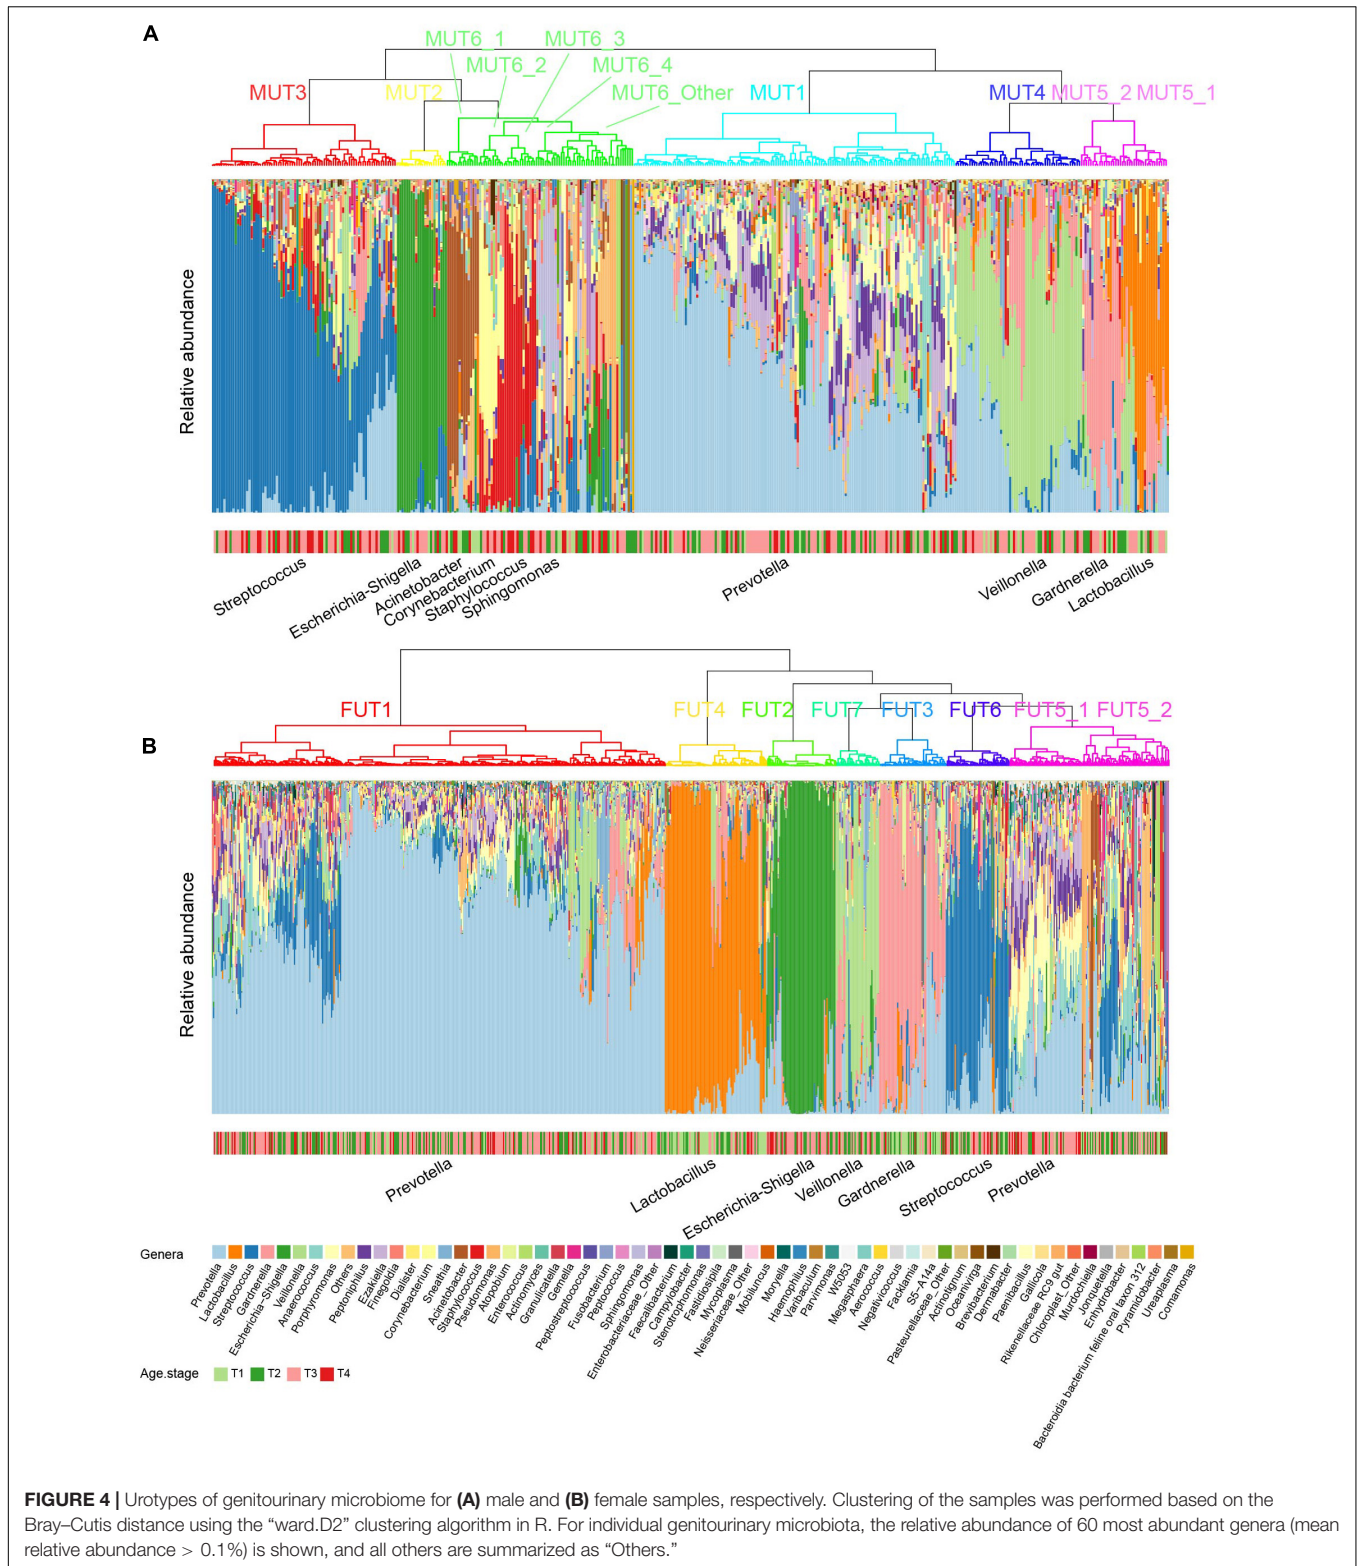 A
MUT6_1 MUT6_3
MUT6_2 MUT6_4
MUT3 MUT2 MUT6_Other MUT1 MUT4 MUT5_2 MUT5_1
Relative abundance
Streptococcus
Escherichia-Shigella
Acinetobacter
Corynebacterium
Staphylococcus
Sphingomonas
Prevotella
Veillonella
Gardnerella
Lactobacillus
FUT1 FUT4 FUT2 FUT7 FUT3 FUT6 FUT5_1 FUT5_2
B
Relative abundance
Prevotella
Lactobacillus
Escherichia-Shigella
Veillonella
Gardnerella
Streptococcus
Prevotella
Genera
Prevotella
Lactobacillus
Streptococcus
Gardnerella
Escherichia-Shigella
Veillonella
Anaerococcus
Porphyromonas
Others
Peptoniphilus
Ezakiella
Finegoldia
Dialister
Corynebacterium
Sneathia
Acinetobacter
Staphylococcus
Pseudomonas
Atopobium
Enterococcus
Actinomyces
Granulicatella
Gemella
Peptostreptococcus
Fusobacterium
Peptococcus
Sphingomonas
Enterobacteriaceae_Other
Faecalibacterium
Campylobacter
Stenotrophomonas
Fastidiosipila
Mycoplasma
Neisseriaceae_Other
Mobiluncus
Moryella
Haemophilus
Varibaculum
Parvimonas
W5053
Megasphaera
Aerococcus
Negativicoccus
Facklamia
S5-A14a
Pasteurellaceae_Other
Actinotignum
Oceanivirga
Brevibacterium
Dermabacter
Paenibacillus
Gallicola
Rikenellaceae RC9 gut
Chloroplast_Other
Murdochiella
Jonquetella
Enhydrobacter
Bacteroidia bacterium feline oral taxon 312
Pyramidobacter
Ureaplasma
Comamonas
Age.stage T1 T2 T3 T4
FIGURE 4 | Urotypes of genitourinary microbiome for (A) male and (B) female samples, respectively. Clustering of the samples was performed based on the
Bray–Cutis distance using the “ward.D2” clustering algorithm in R. For individual genitourinary microbiota, the relative abundance of 60 most abundant genera (mean
relative abundance > 0.1%) is shown, and all others are summarized as “Others.”